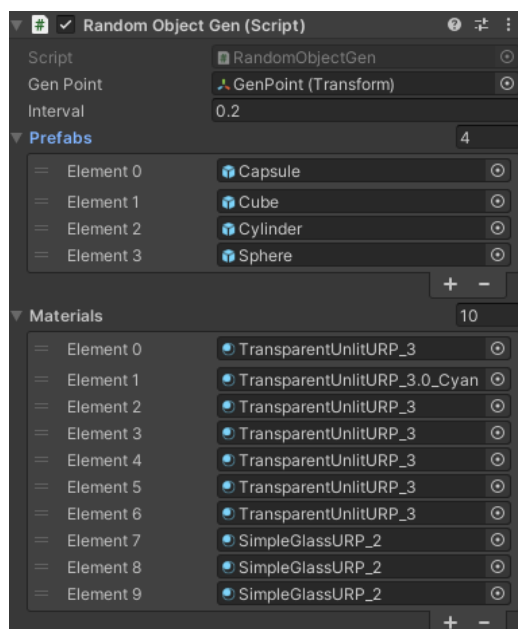 Random Object Gen (Script)
Script RandomObjectGen
Gen Point GenPoint (Transform)
Interval 0.2
Prefabs 4
Element 0 Capsule
Element 1 Cube
Element 2 Cylinder
Element 3 Sphere
+ -
Materials 10
Element 0 TransparentUnlitURP_3
Element 1 TransparentUnlitURP_3.0_Cyan
Element 2 TransparentUnlitURP_3
Element 3 TransparentUnlitURP_3
Element 4 TransparentUnlitURP_3
Element 5 TransparentUnlitURP_3
Element 6 TransparentUnlitURP_3
Element 7 SimpleGlassURP_2
Element 8 SimpleGlassURP_2
Element 9 SimpleGlassURP_2
+ -